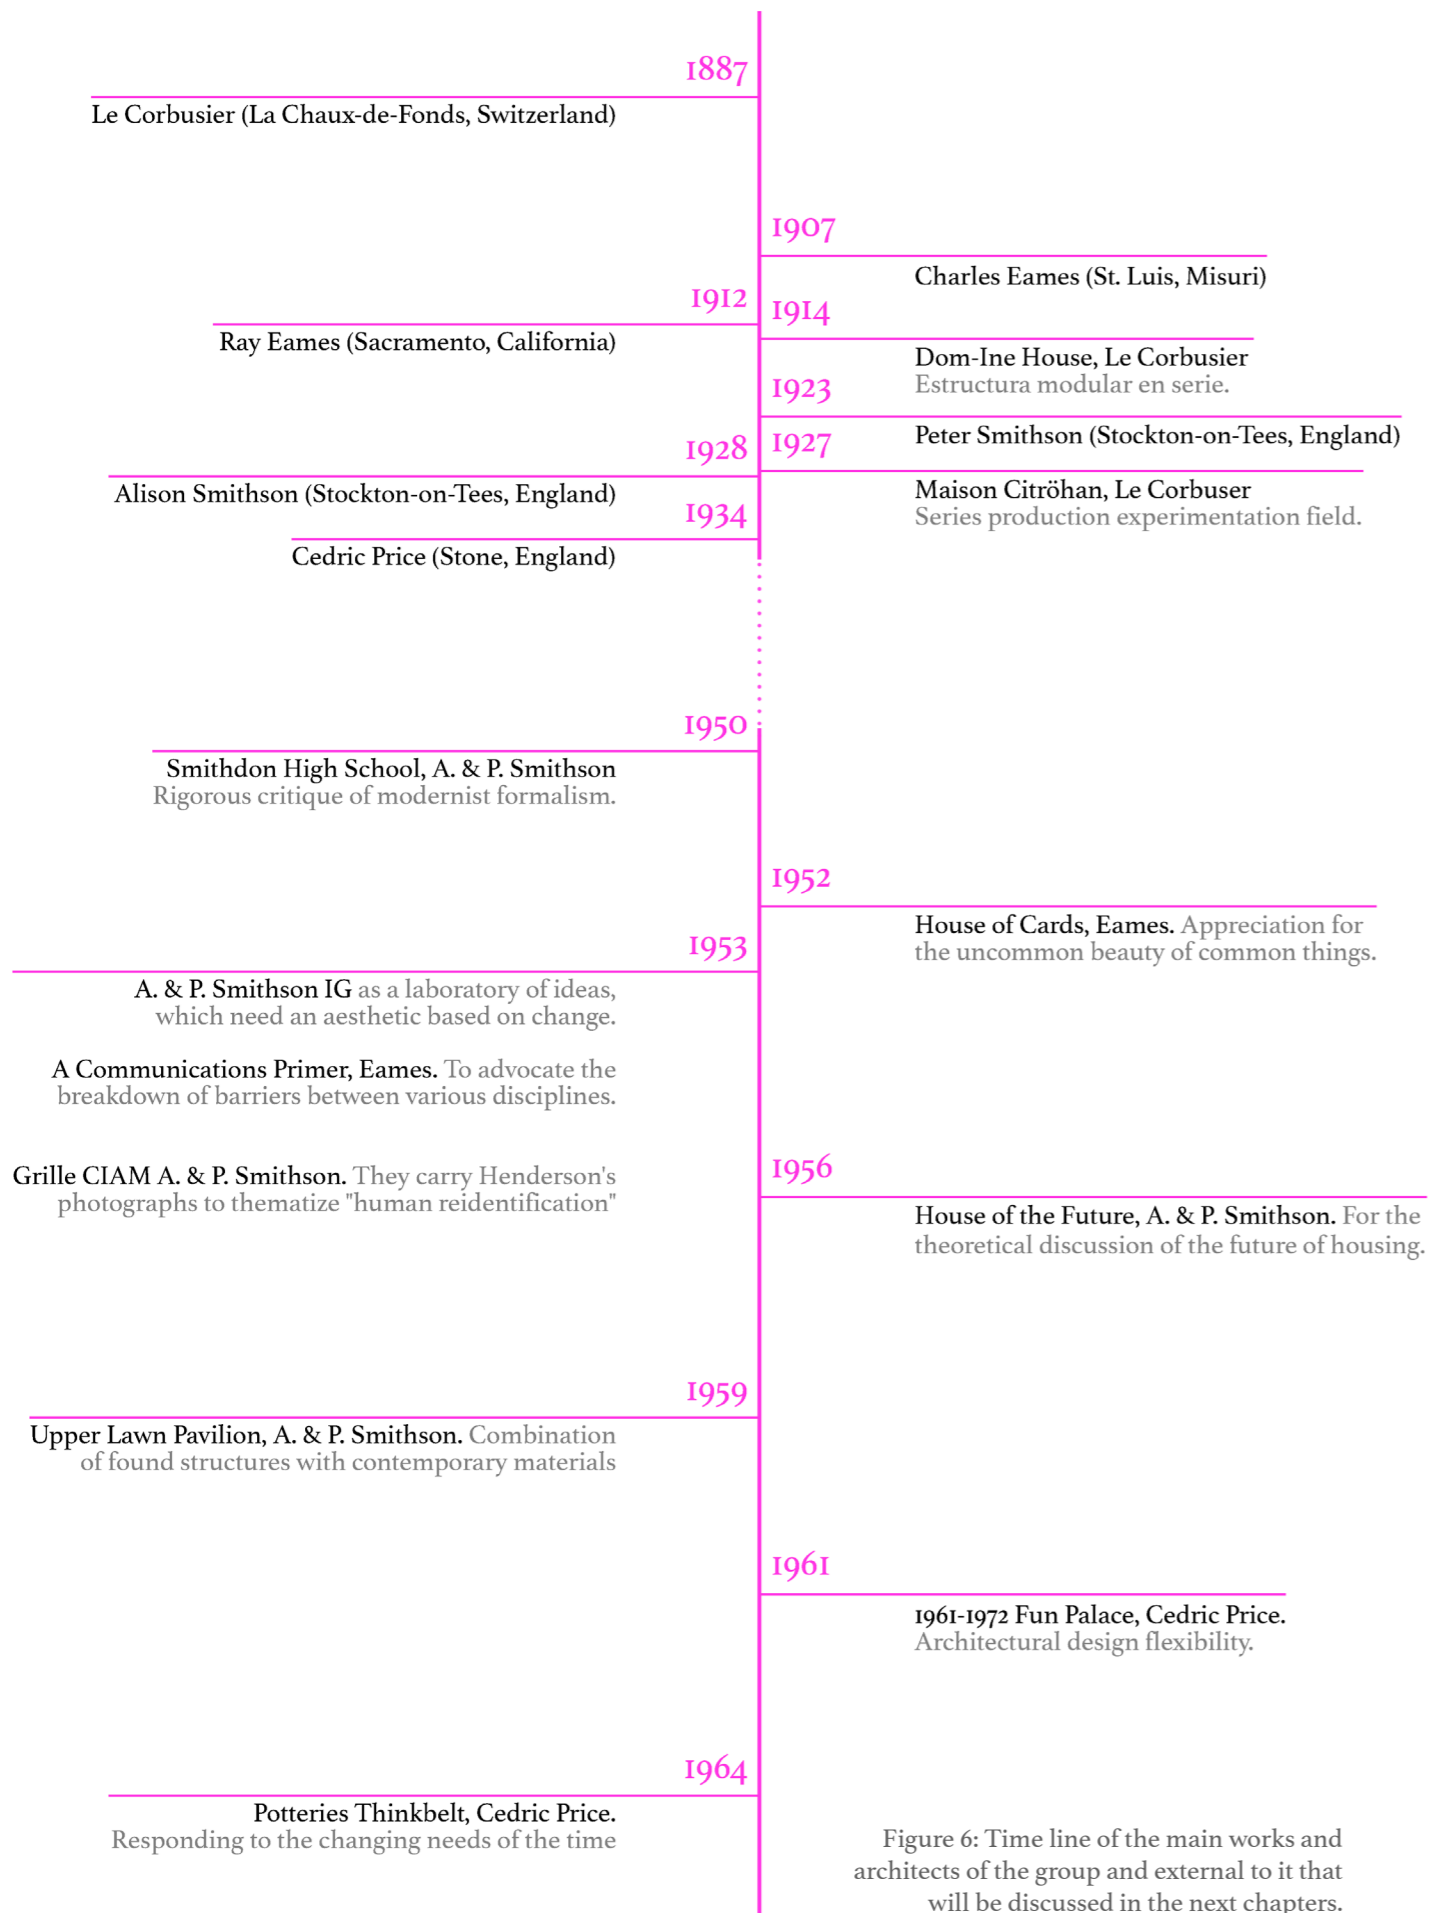 1887
Le Corbusier (La Chaux-de-Fonds, Switzerland)
1907
Charles Eames (St. Luis, Misuri)
1912
Ray Eames (Sacramento, California)
1914
Dom-Ine House, Le Corbusier
Estructura modular en serie.
1923
Peter Smithson (Stockton-on-Tees, England)
1927
Maison Citröhan, Le Corbuser
Series production experimentation field.
1928
Alison Smithson (Stockton-on-Tees, England)
1934
Cedric Price (Stone, England)
1950
Smithdon High School, A. & P. Smithson
Rigorous critique of modernist formalism.
1952
House of Cards, Eames. Appreciation for
the uncommon beauty of common things.
1953
A. & P. Smithson IG as a laboratory of ideas,
which need an aesthetic based on change.
A Communications Primer, Eames. To advocate the
breakdown of barriers between various disciplines.
Grille CIAM A. & P. Smithson. They carry Henderson's
photographs to thematize "human reidentification"
1956
House of the Future, A. & P. Smithson. For the
theoretical discussion of the future of housing.
1959
Upper Lawn Pavilion, A. & P. Smithson. Combination
of found structures with contemporary materials
1961
1961-1972 Fun Palace, Cedric Price.
Architectural design flexibility.
1964
Potteries Thinkbelt, Cedric Price.
Responding to the changing needs of the time
Figure 6: Time line of the main works and
architects of the group and external to it that
will be discussed in the next chapters.